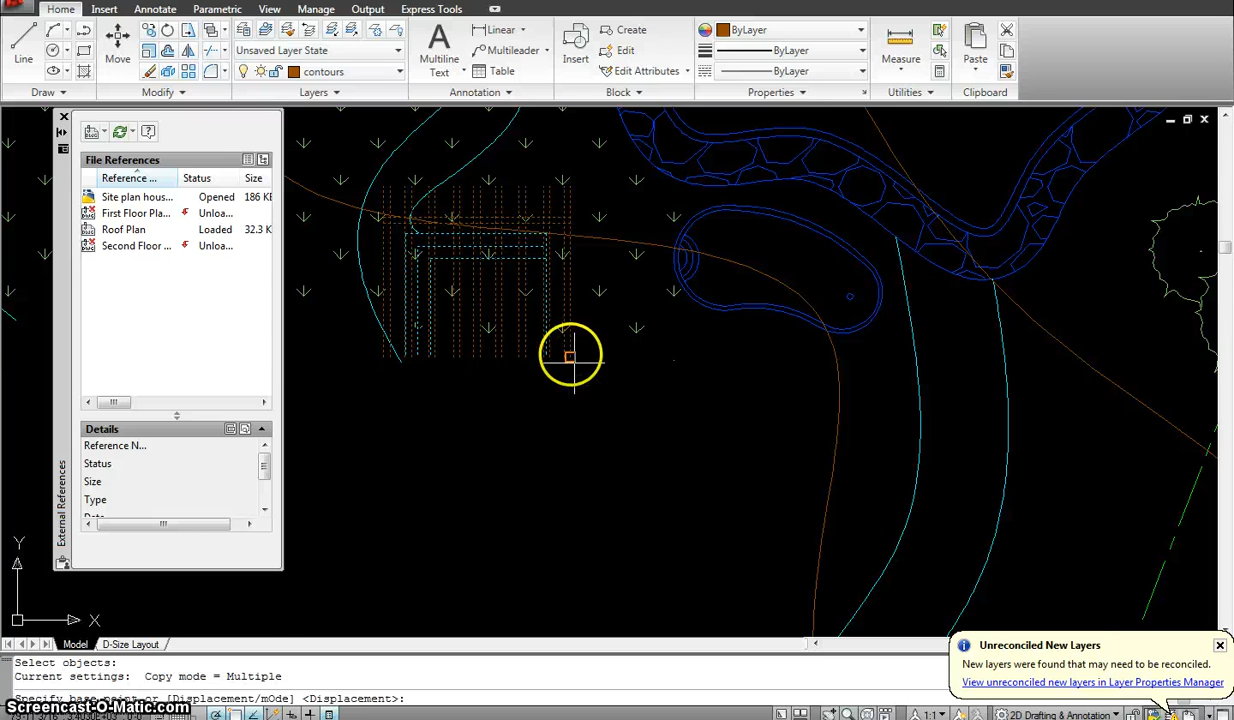 Home Insert Annotate Parametric View Manage Output Express Tools
Line
Move
Unsaved Layer State
contours
Multiline
Text
Linear
Multileader
Table
Insert
Create
Edit
Edit Attributes
ByLayer
ByLayer
ByLayer
Measure
Paste
Draw Modify Layers Annotation Block Properties Utilities Clipboard
File References
Reference ... Status Size
Site plan hous... Opened 186 KB
First Floor Pla... Unloa...
Roof Plan Loaded 32.3 K
Second Floor ... Unloa...
Details
Reference N...
Status
Size
Type
External References
Y
X
Model D-Size Layout
Select objects:
Current settings: Copy mode = Multiple
Specify base point or [Displacement/mOde] <Displacement>:
Unreconciled New Layers
New layers were found that may need to be reconciled.
View unreconciled new layers in Layer Properties Manager
Screencast-O-Matic.com
1:1
2D Drafting & Annotation